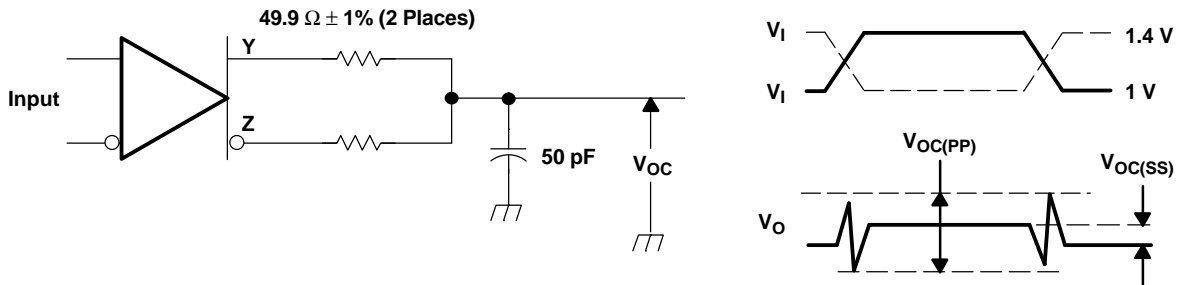 49.9 Ω ± 1% (2 Places)
Y
Input
Z
50 pF
VOC
VI
1.4 V
VI
1 V
VOC(PP)
VOC(SS)
VO